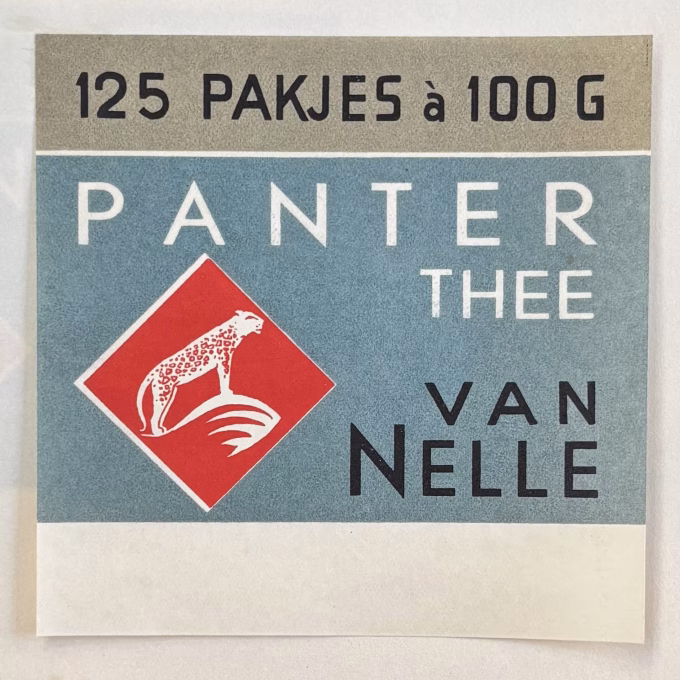 125 PAKJES à 100 G
PANTER
THEE
VAN
NELLE